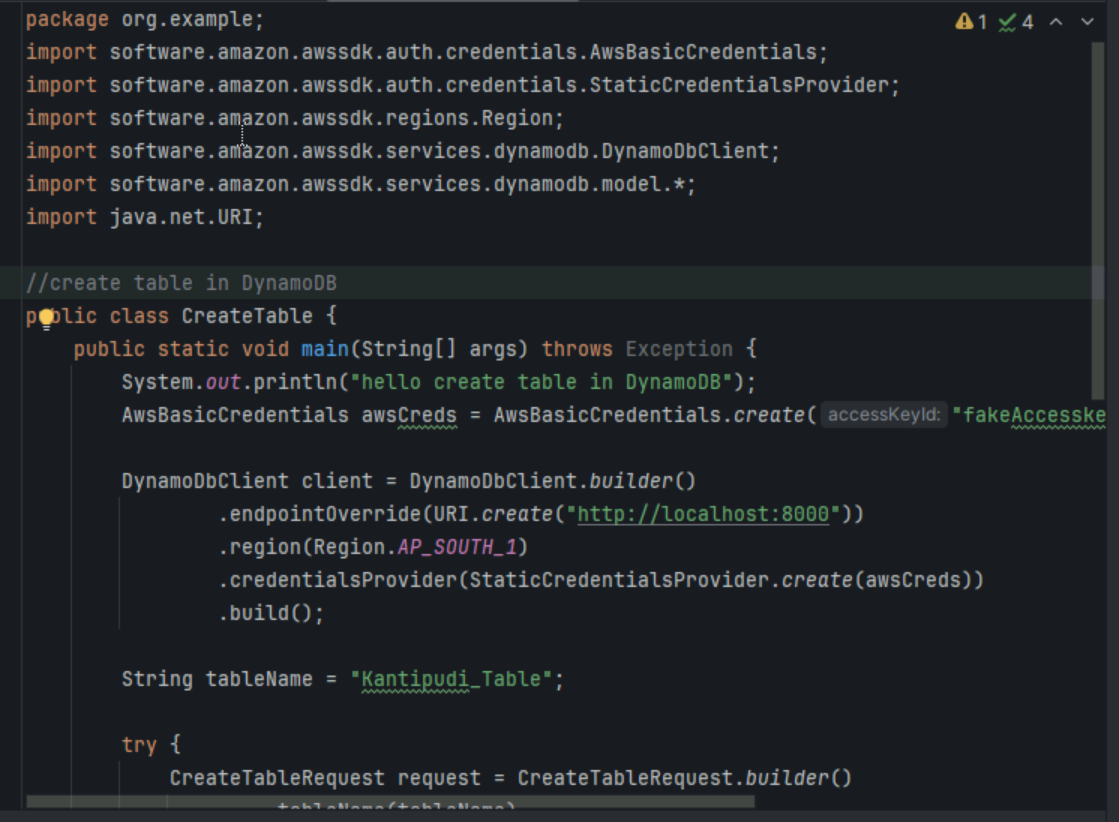 package org.example;
1 4
import software.amazon.awssdk.auth.credentials.AwsBasicCredentials;
import software.amazon.awssdk.auth.credentials.StaticCredentialsProvider;
import software.amazon.awssdk.regions.Region;
import software.amazon.awssdk.services.dynamodb.DynamoDbClient;
import software.amazon.awssdk.services.dynamodb.model.*;
import java.net.URI;
//create table in DynamoDB
public class CreateTable {
public static void main(String[] args) throws Exception {
System.out.println("hello create table in DynamoDB");
AwsBasicCredentials awsCreds = AwsBasicCredentials.create( accessKeyId: "fakeAccesske
DynamoDbClient client = DynamoDbClient.builder()
.endpointOverride(URI.create("http://localhost:8000"))
.region(Region.AP_SOUTH_1)
.credentialsProvider(StaticCredentialsProvider.create(awsCreds))
.build();
String tableName = "Kantipudi_Table";
try {
CreateTableRequest request = CreateTableRequest.builder()
.tableName(tableName)